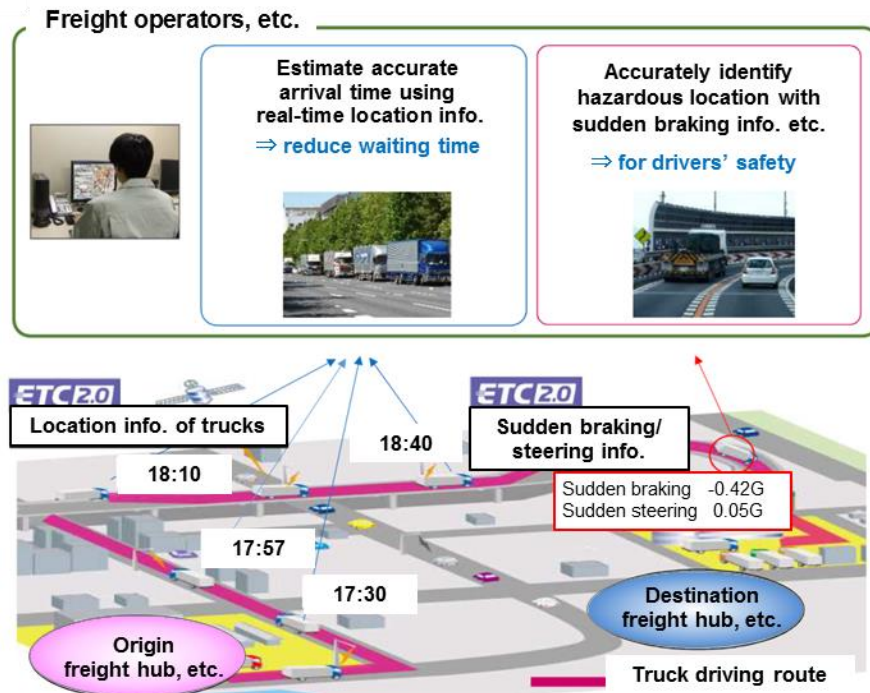 Freight operators, etc.
Estimate accurate
arrival time using
real-time location info.
⇒ reduce waiting time
Accurately identify
hazardous location with
sudden braking info. etc.
⇒ for drivers' safety
ETC2.0
Location info. of trucks
18:10
17:57
17:30
18:40
ETC2.0
Sudden braking/
steering info.
Sudden braking -0.42G
Sudden steering 0.05G
Origin
freight hub, etc.
Destination
freight hub, etc.
Truck driving route